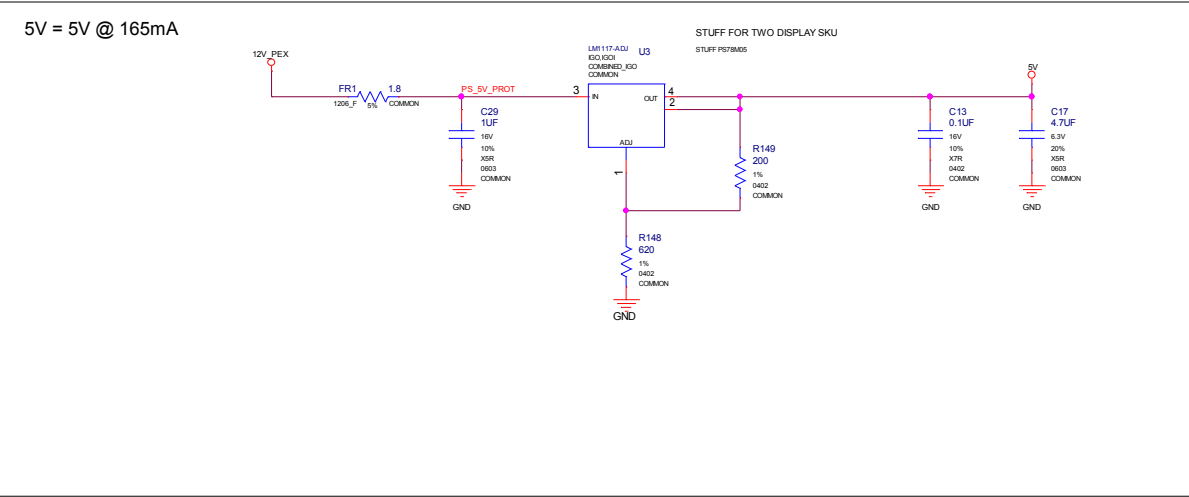 5V = 5V @ 165mA
STUFF FOR TWO DISPLAY SKU
STUFF PS78M05
12V_PEX
FR1 1.8
1206_F 5% COMMON
PS_5V_PROT
C29
1UF
16V
10%
X5R
0603
COMMON
GND
LM1117-ADJ
IGO,IGOI
COMBINED_IGO
COMMON
U3
3
IN
OUT
4
2
ADJ
1
R149
200
1%
0402
COMMON
R148
620
1%
0402
COMMON
GND
5V
C13
0.1UF
16V
10%
X7R
0402
COMMON
GND
C17
4.7UF
6.3V
20%
X5R
0603
COMMON
GND